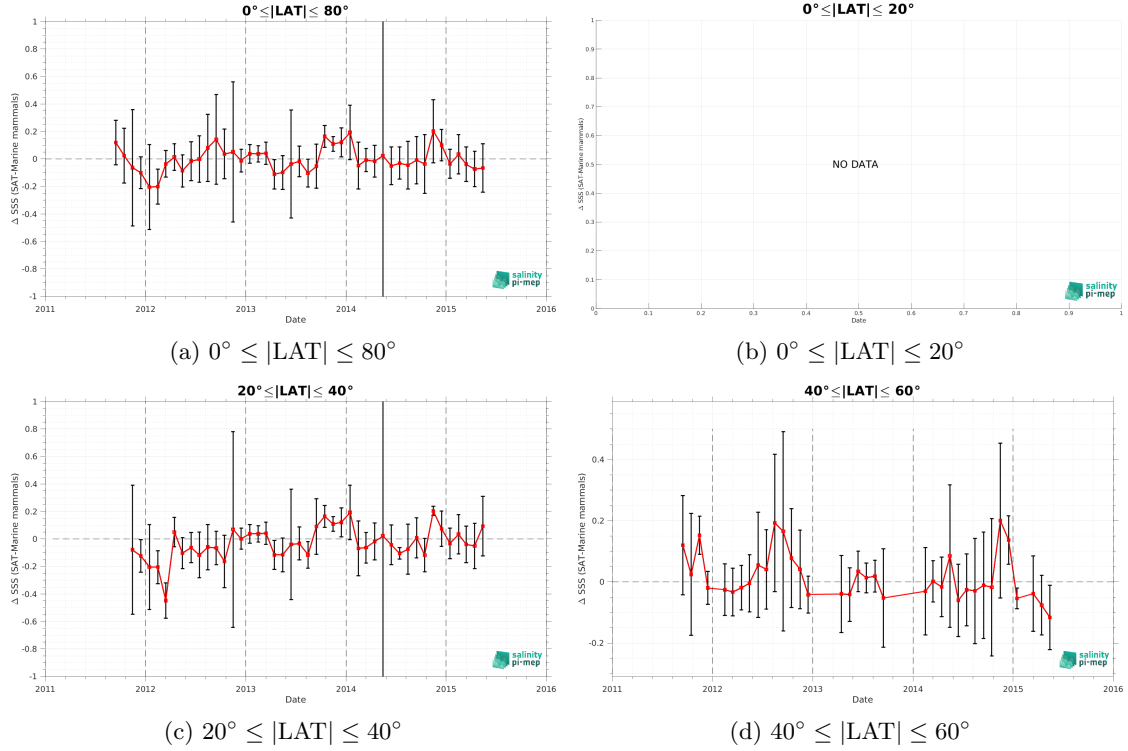 0°≤|LAT|≤ 80°
1
0.8
0.6
0.4
0.2
0
-0.2
-0.4
-0.6
-0.8
-1
Δ SSS (SAT-Marine mammals)
2011 2012 2013 2014 2015 2016
Date
salinity
pi-mep
(a) 0° ≤ |LAT| ≤ 80°
0°≤|LAT|≤ 20°
1
0.9
0.8
0.7
0.6
0.5
0.4
0.3
0.2
0.1
0
Δ SSS (SAT-Marine mammals)
NO DATA
0 0.1 0.2 0.3 0.4 0.5 0.6 0.7 0.8 0.9 1
Date
salinity
pi-mep
(b) 0° ≤ |LAT| ≤ 20°
20°≤|LAT|≤ 40°
1
0.8
0.6
0.4
0.2
0
-0.2
-0.4
-0.6
-0.8
-1
Δ SSS (SAT-Marine mammals)
2011 2012 2013 2014 2015 2016
Date
salinity
pi-mep
(c) 20° ≤ |LAT| ≤ 40°
40°≤|LAT|≤ 60°
0.4
0.2
0
-0.2
Δ SSS (SAT-Marine mammals)
2011 2012 2013 2014 2015 2016
Date
salinity
pi-mep
(d) 40° ≤ |LAT| ≤ 60°